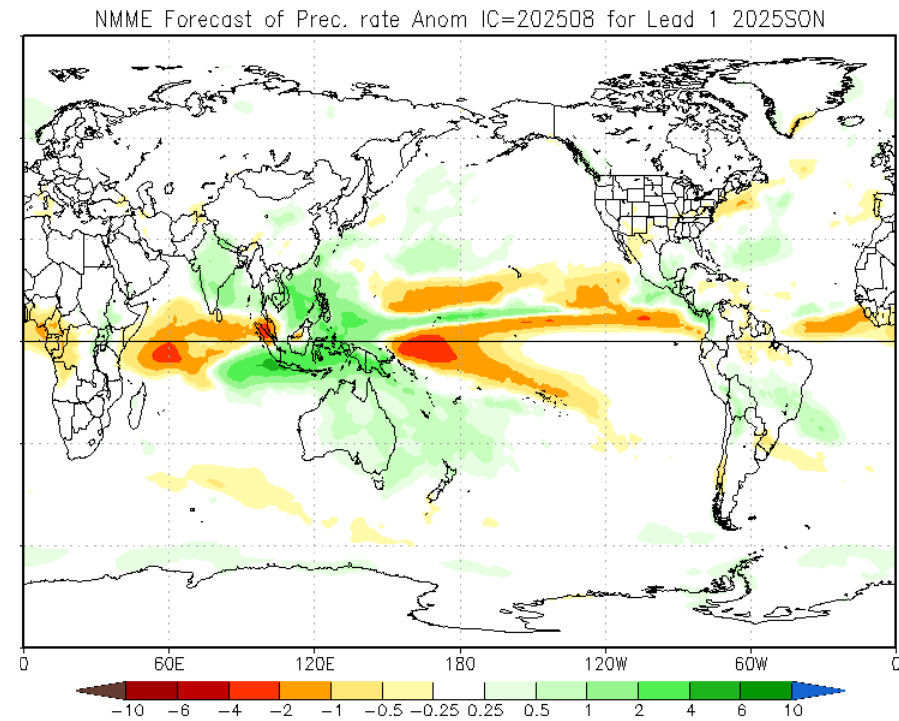 NMME Forecast of Prec. rate Anom IC=202508 for Lead 1 2025SON
0 60E 120E 180 120W 60W 0
-10 -6 -4 -2 -1 -0.5 -0.25 0.25 0.5 1 2 4 6 10